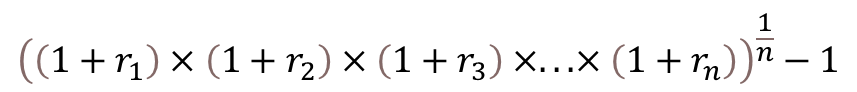 ((1 + r₁) × (1 + r₂) × (1 + r₃) ×...× (1 + rₙ))^(1/n) − 1